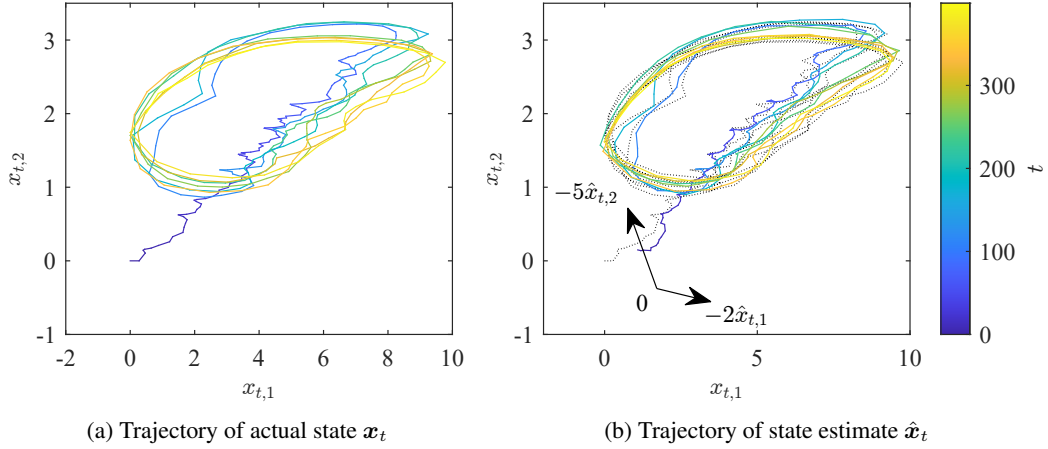 3
2
1
0
-1
-2
0
2
4
6
8
10
x_{t,1}
x_{t,2}
(a) Trajectory of actual state x_t
3
2
1
0
-1
0
5
10
x_{t,1}
x_{t,2}
−5x̂_{t,2}
0
−2x̂_{t,1}
(b) Trajectory of state estimate x̂_t
300
200
100
0
t